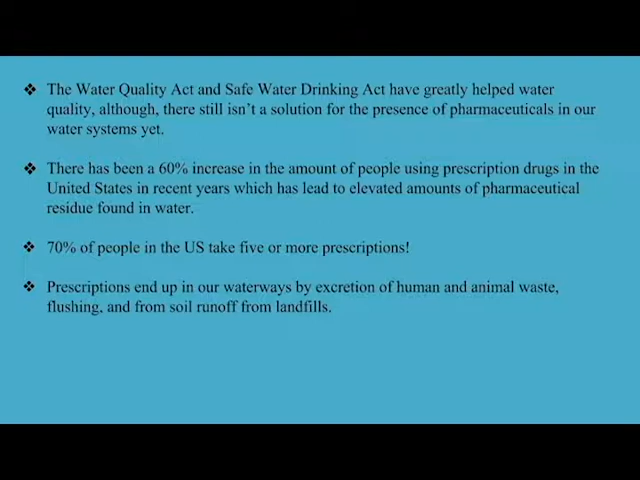 ❖ The Water Quality Act and Safe Water Drinking Act have greatly helped water
quality, although, there still isn't a solution for the presence of pharmaceuticals in our
water systems yet.
❖ There has been a 60% increase in the amount of people using prescription drugs in the
United States in recent years which has lead to elevated amounts of pharmaceutical
residue found in water.
❖ 70% of people in the US take five or more prescriptions!
❖ Prescriptions end up in our waterways by excretion of human and animal waste,
flushing, and from soil runoff from landfills.